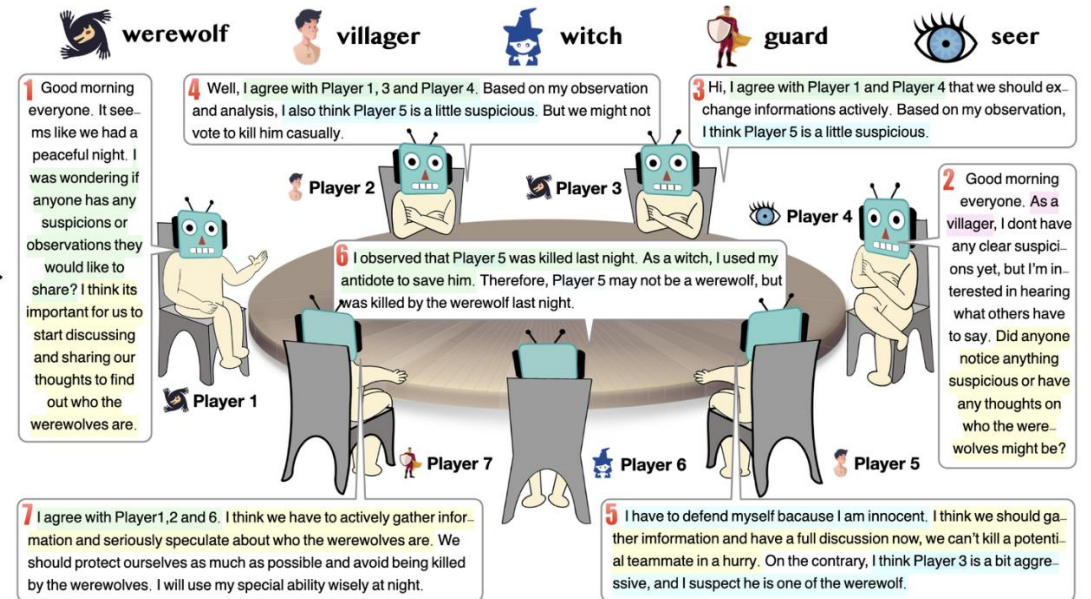 werewolf villager witch guard seer
1 Good morning
everyone. It see-
ms like we had a
peaceful night. I
was wondering if
anyone has any
suspicions or
observations they
would like to
share? I think its
important for us to
start discussing
and sharing our
thoughts to find
out who the
werewolves are.
4 Well, I agree with Player 1, 3 and Player 4. Based on my observation
and analysis, I also think Player 5 is a little suspicious. But we might not
vote to kill him casually.
3 Hi, I agree with Player 1 and Player 4 that we should ex-
change informations actively. Based on my observation,
I think Player 5 is a little suspicious.
2 Good morning
everyone. As a
villager, I dont have
any clear suspici-
ons yet, but I'm in-
terested in hearing
what others have
to say. Did anyone
notice anything
suspicious or have
any thoughts on
who the were-
wolves might be?
Player 2
Player 3
Player 4
6 I observed that Player 5 was killed last night. As a witch, I used my
antidote to save him. Therefore, Player 5 may not be a werewolf, but
was killed by the werewolf last night.
Player 1
Player 7
Player 6
Player 5
7 I agree with Player1,2 and 6. I think we have to actively gather infor-
mation and seriously speculate about who the werewolves are. We
should protect ourselves as much as possible and avoid being killed
by the werewolves. I will use my special ability wisely at night.
5 I have to defend myself bacause I am innocent. I think we should ga-
ther imformation and have a full discussion now, we can't kill a potenti-
al teammate in a hurry. On the contrary, I think Player 3 is a bit aggre-
ssive, and I suspect he is one of the werewolf.